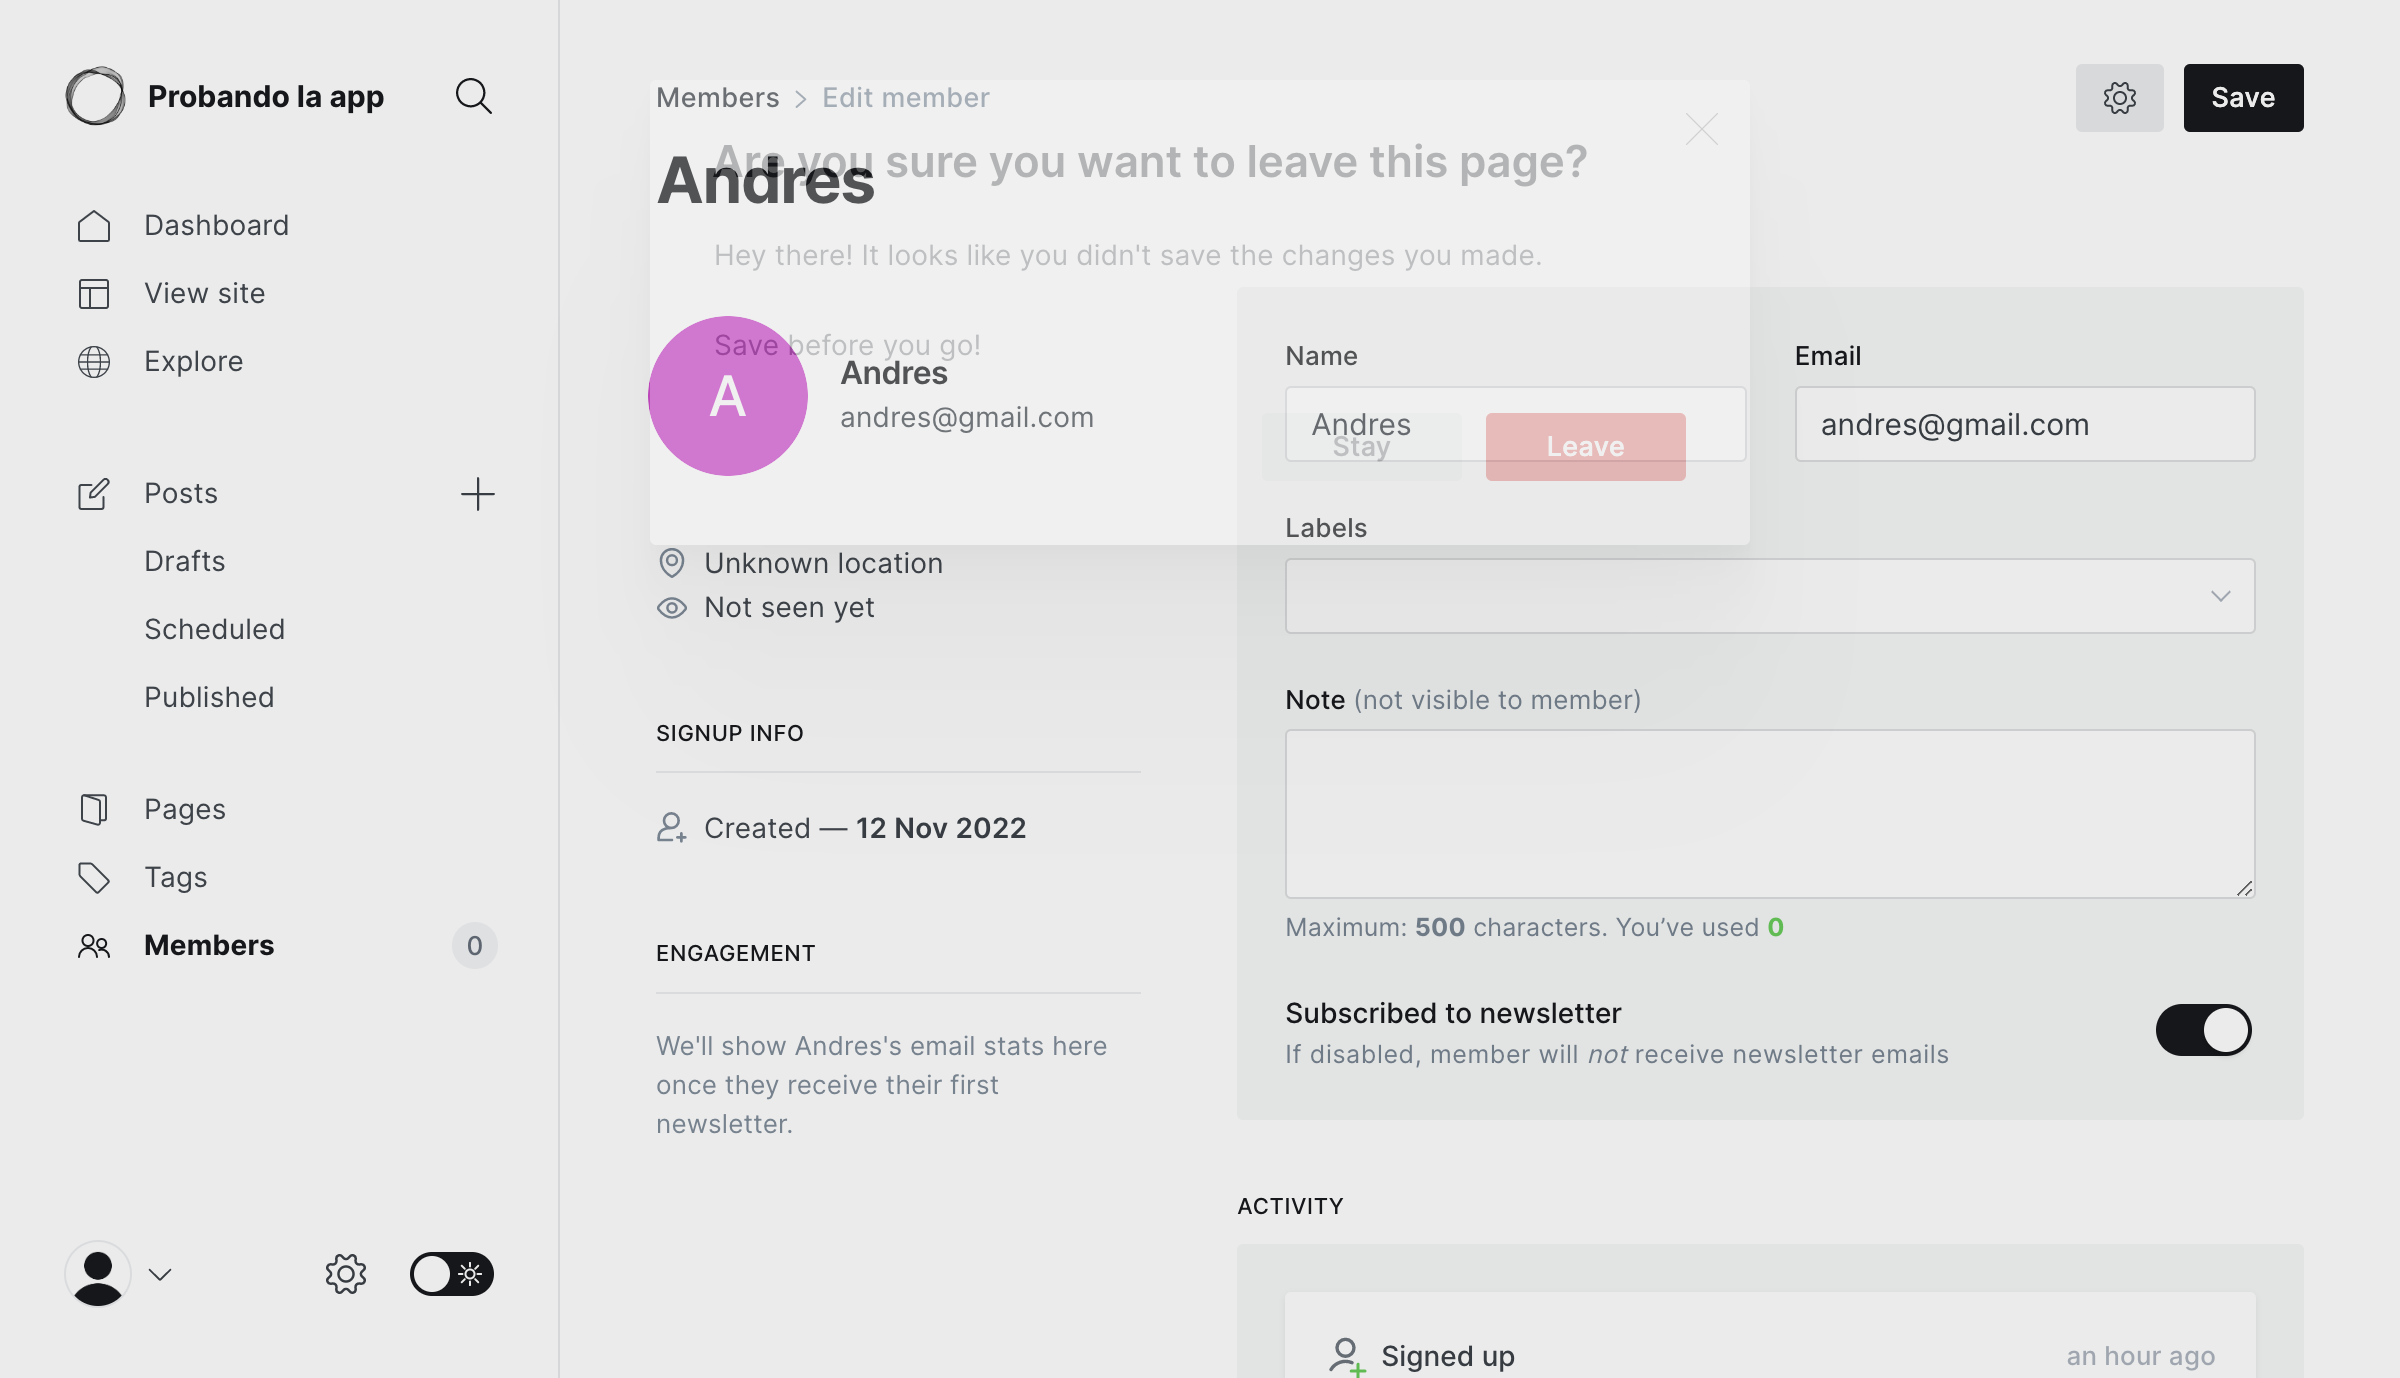 Probando la app
Dashboard
View site
Explore
Posts
Drafts
Scheduled
Published
Pages
Tags
Members
0
Members > Edit member
Save
Andres
Are you sure you want to leave this page?
Hey there! It looks like you didn't save the changes you made.
Save before you go!
Stay
Leave
A
Andres
andres@gmail.com
Unknown location
Not seen yet
SIGNUP INFO
Created — 12 Nov 2022
ENGAGEMENT
We'll show Andres's email stats here
once they receive their first
newsletter.
Name
Andres
Email
andres@gmail.com
Labels
Note (not visible to member)
Maximum: 500 characters. You’ve used 0
Subscribed to newsletter
If disabled, member will not receive newsletter emails
ACTIVITY
Signed up
an hour ago